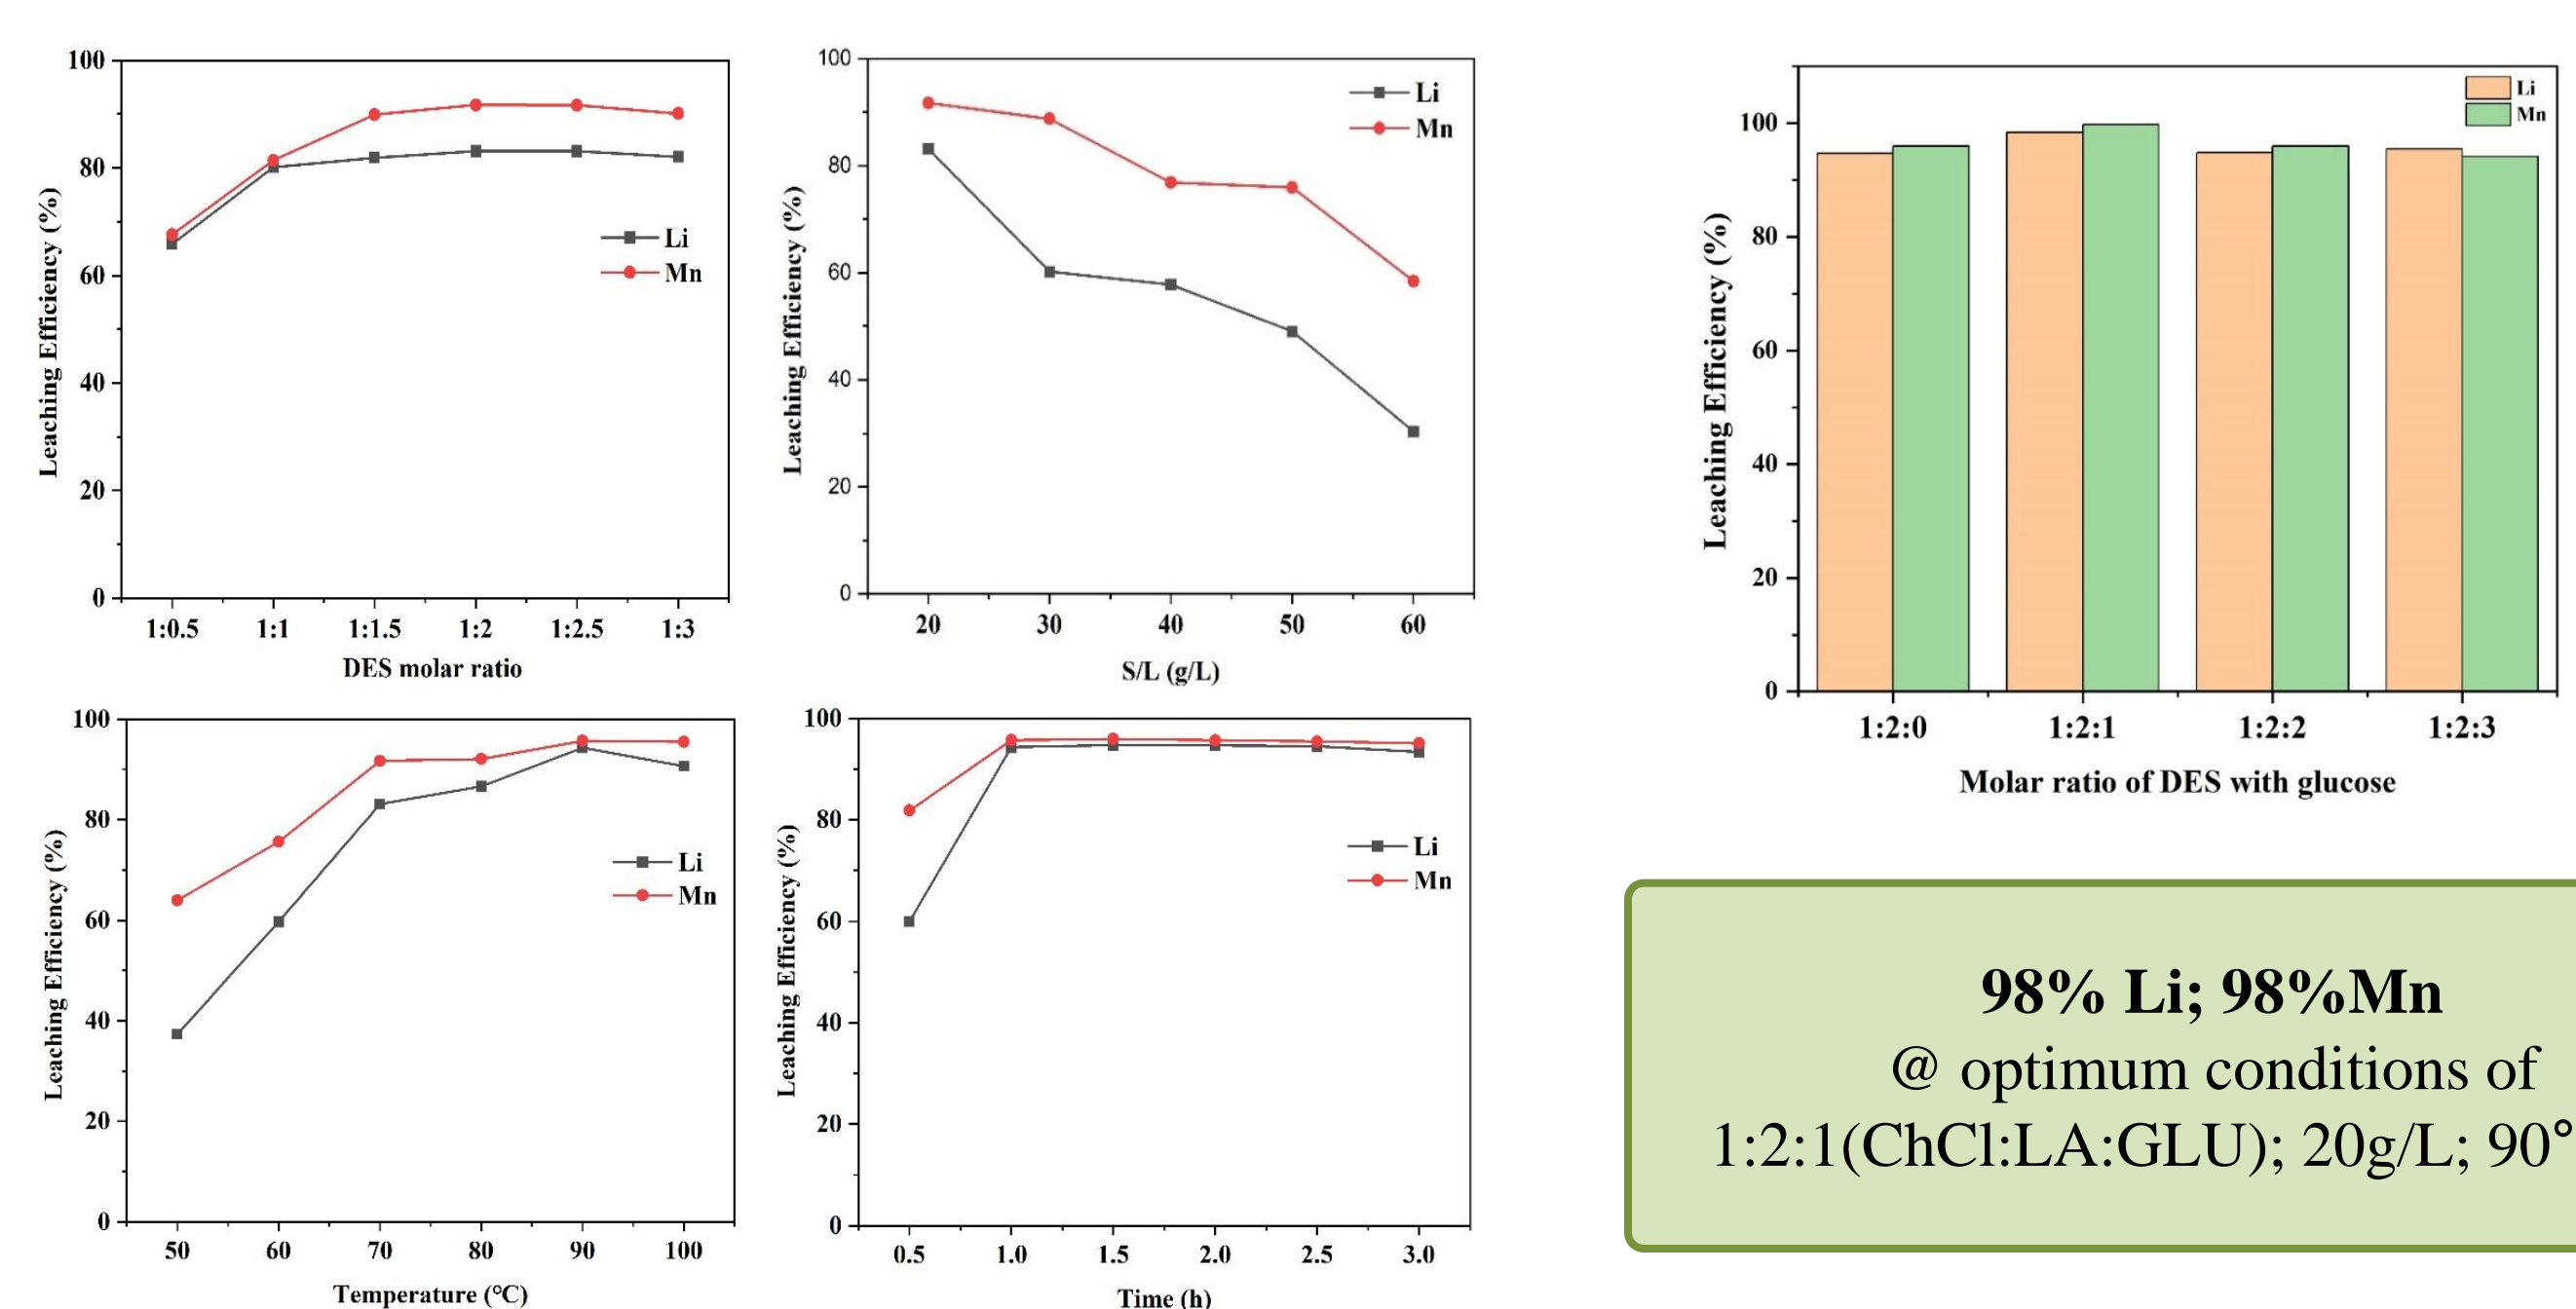 100
80
60
40
20
0
Leaching Efficiency (%)
Li
Mn
1:0.5 1:1 1:1.5 1:2 1:2.5 1:3
DES molar ratio
100
80
60
40
20
0
Leaching Efficiency (%)
Li
Mn
20 30 40 50 60
S/L (g/L)
100
80
60
40
20
0
Leaching Efficiency (%)
Li
Mn
1:2:0 1:2:1 1:2:2 1:2:3
Molar ratio of DES with glucose
100
80
60
40
20
0
Leaching Efficiency (%)
Li
Mn
50 60 70 80 90 100
Temperature (°C)
100
80
60
40
20
0
Leaching Efficiency (%)
Li
Mn
0.5 1.0 1.5 2.0 2.5 3.0
Time (h)
98% Li; 98%Mn
@ optimum conditions of
1:2:1(ChCl:LA:GLU); 20g/L; 90°